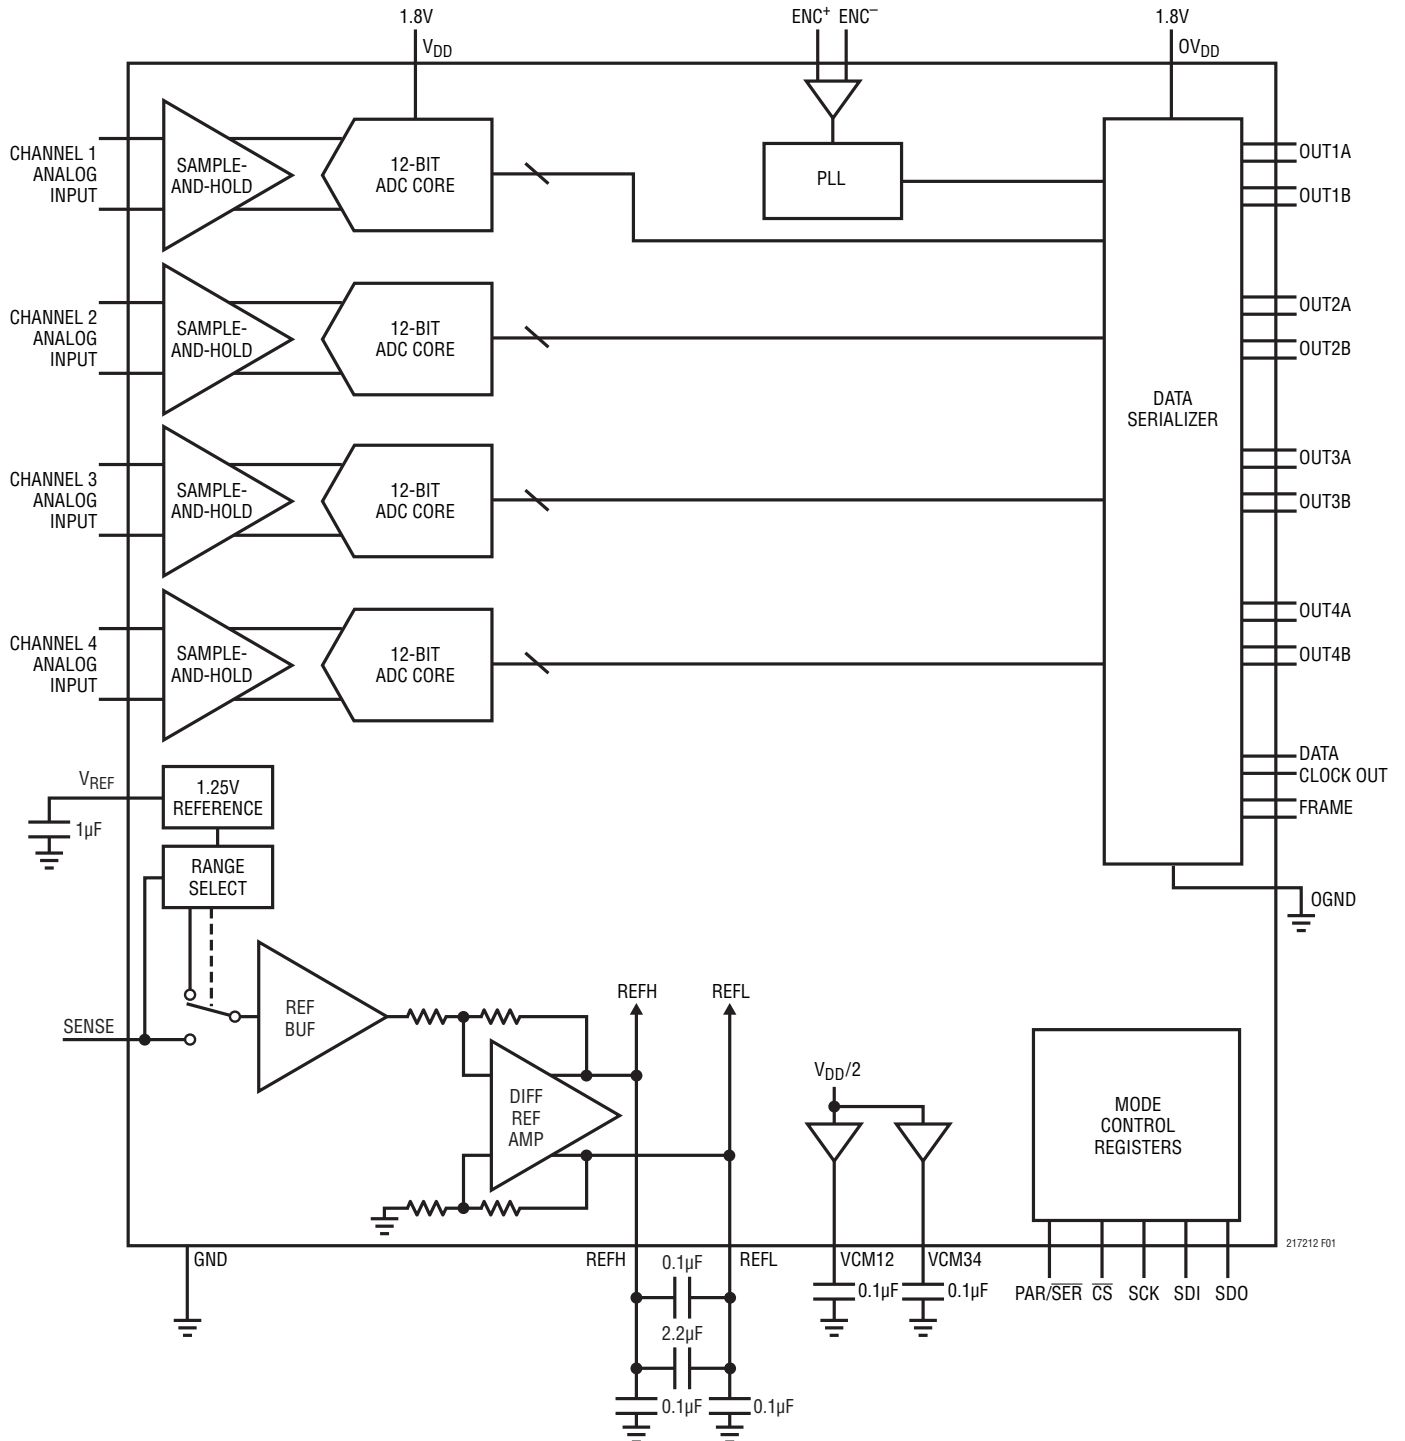 1.8V
ENC+ ENC–
1.8V
VDD
OVDD
CHANNEL 1
ANALOG
INPUT
SAMPLE-
AND-HOLD
12-BIT
ADC CORE
PLL
OUT1A
OUT1B
CHANNEL 2
ANALOG
INPUT
SAMPLE-
AND-HOLD
12-BIT
ADC CORE
OUT2A
OUT2B
DATA
SERIALIZER
CHANNEL 3
ANALOG
INPUT
SAMPLE-
AND-HOLD
12-BIT
ADC CORE
OUT3A
OUT3B
CHANNEL 4
ANALOG
INPUT
SAMPLE-
AND-HOLD
12-BIT
ADC CORE
OUT4A
OUT4B
DATA
CLOCK OUT
FRAME
VREF
1.25V
REFERENCE
1µF
RANGE
SELECT
OGND
REF
BUF
SENSE
REFH
REFL
DIFF
REF
AMP
VDD/2
MODE
CONTROL
REGISTERS
217212 F01
GND
REFH
0.1µF
REFL
VCM12
VCM34
0.1µF
0.1µF
PAR/SER
CS
SCK
SDI
SDO
2.2µF
0.1µF
0.1µF